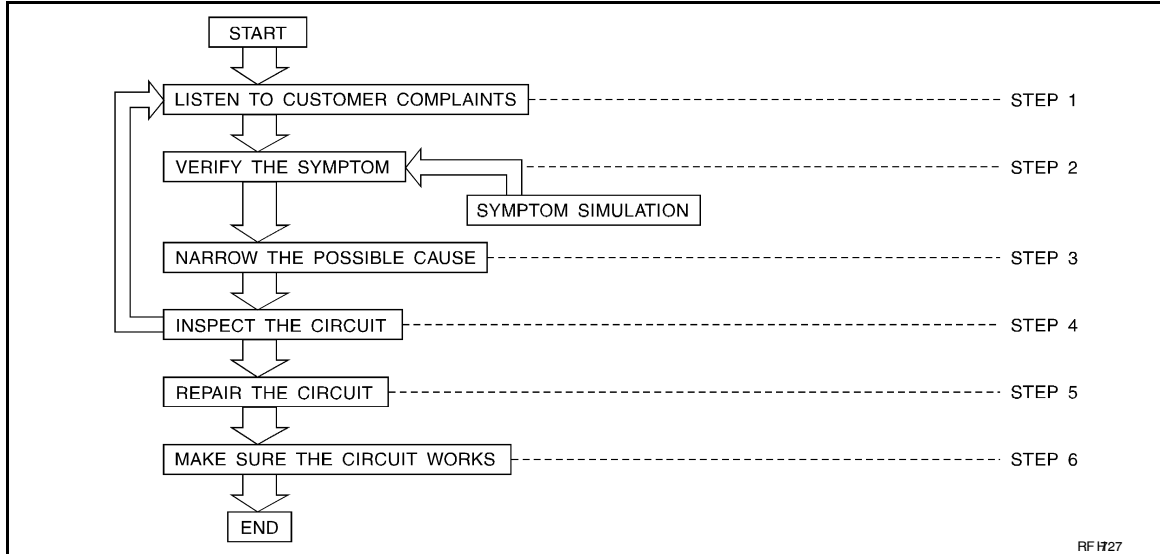 START
LISTEN TO CUSTOMER COMPLAINTS STEP 1
VERIFY THE SYMPTOM STEP 2
SYMPTOM SIMULATION
NARROW THE POSSIBLE CAUSE STEP 3
INSPECT THE CIRCUIT STEP 4
REPAIR THE CIRCUIT STEP 5
MAKE SURE THE CIRCUIT WORKS STEP 6
END